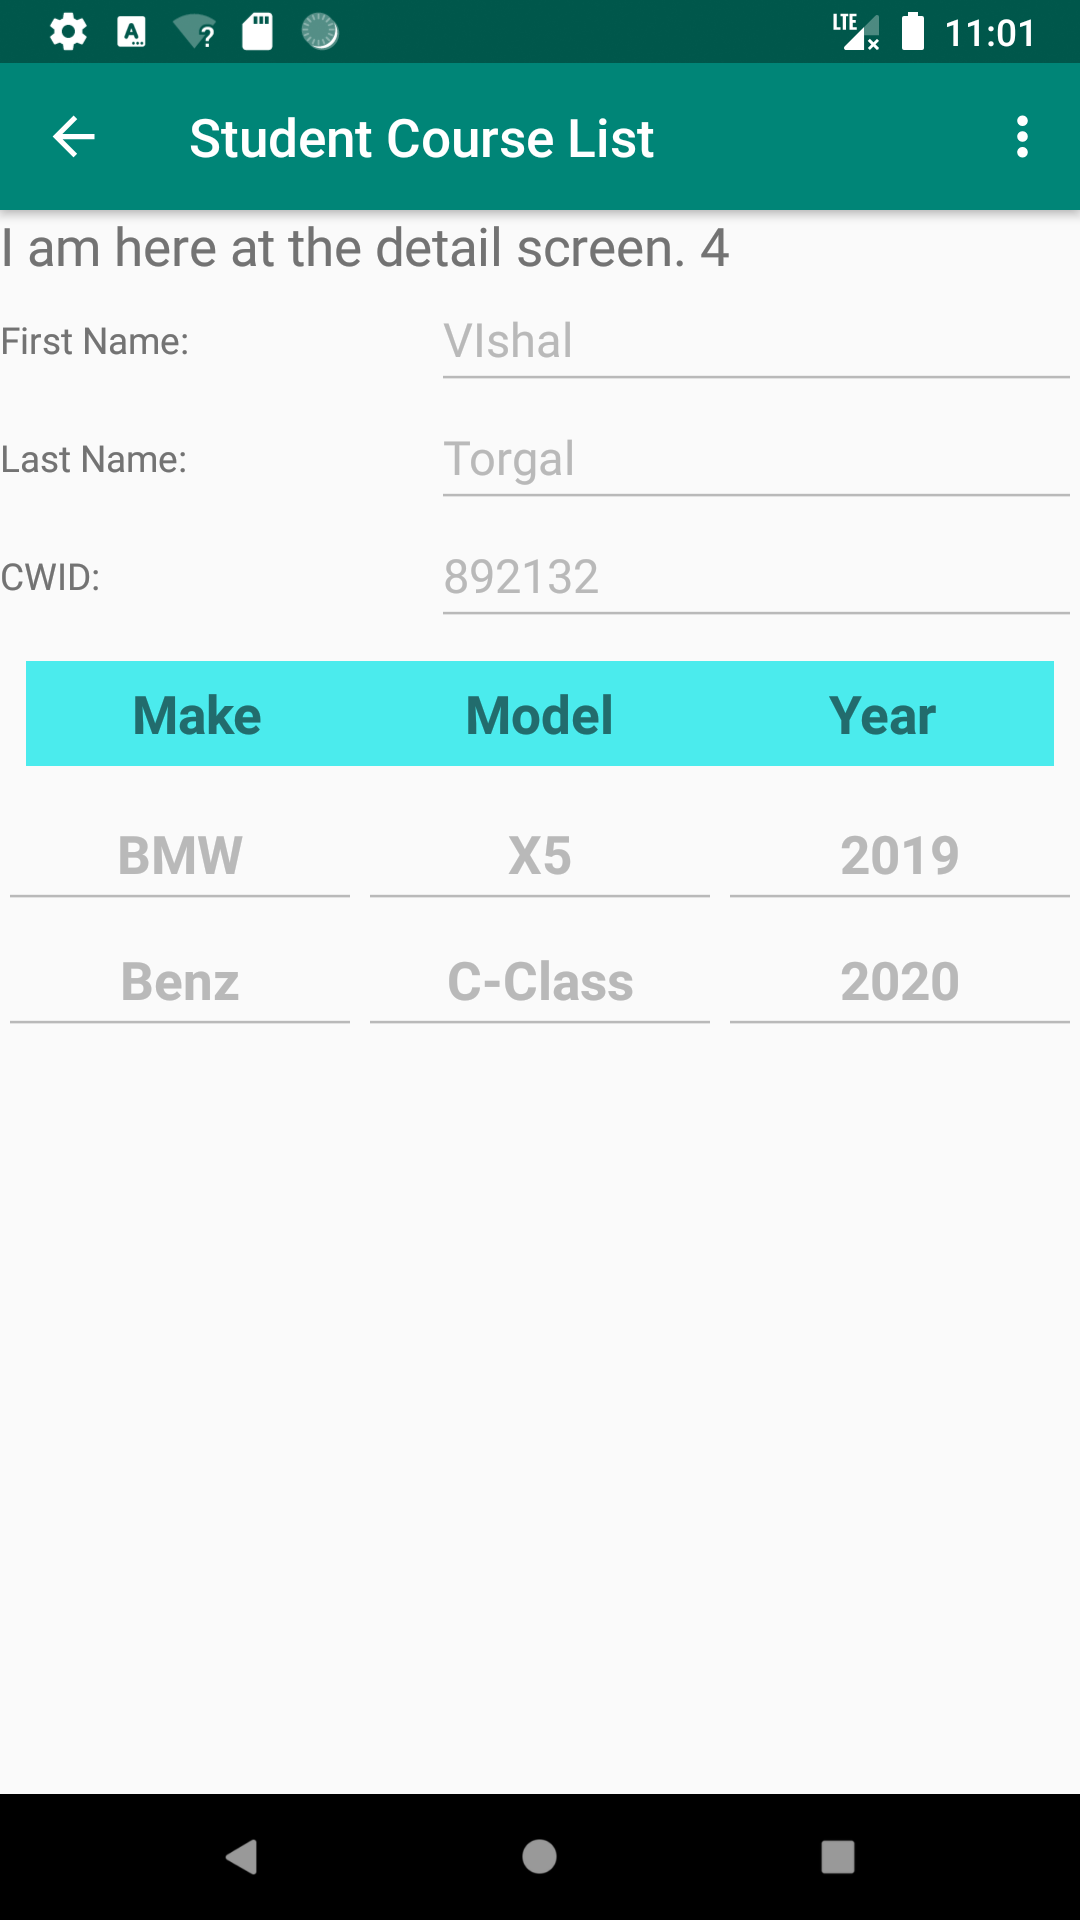 LTE 11:01
Student Course List
I am here at the detail screen. 4
First Name: VIshal
Last Name: Torgal
CWID: 892132
Make Model Year
BMW X5 2019
Benz C-Class 2020